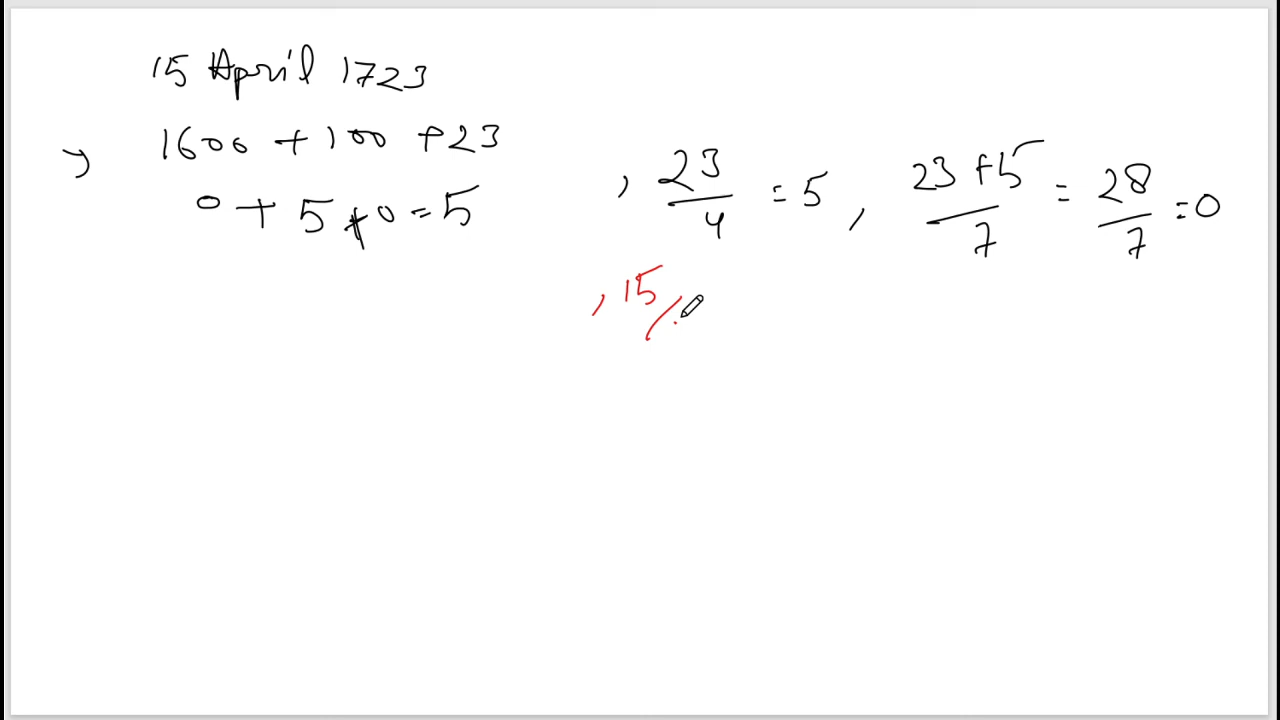 15 April 1723
→ 1600 + 100 + 23
0 + 5 + 0 = 5
, 23/4 = 5 , 23+5/7 = 28/7 = 0
, 15/